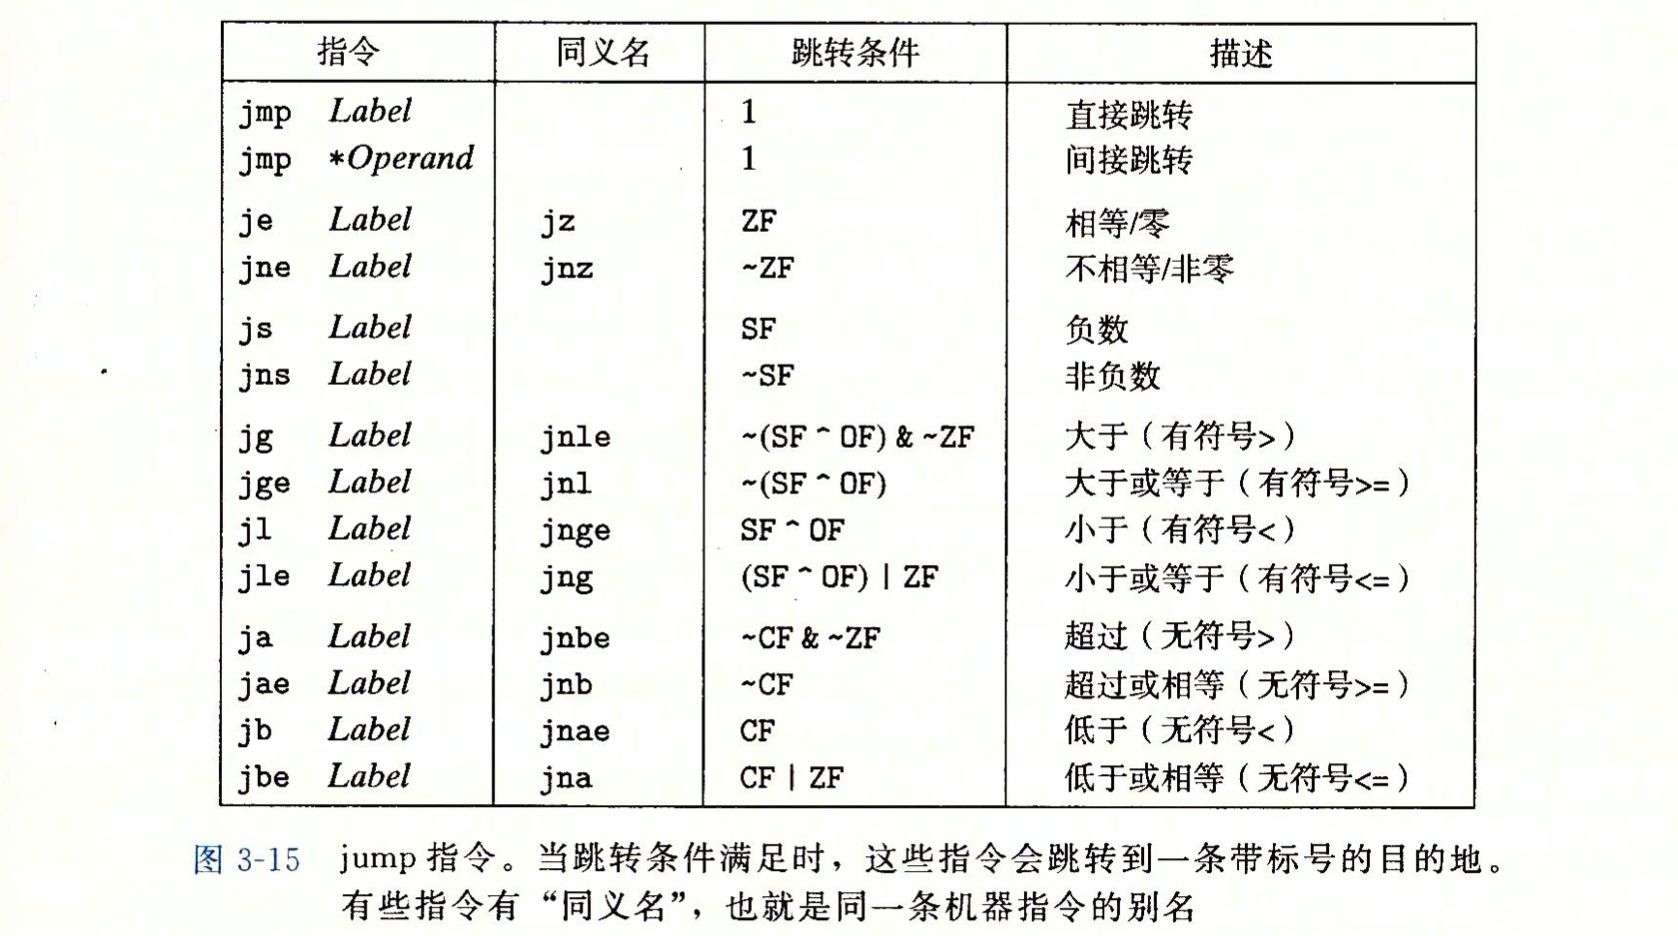 指令 同义名 跳转条件 描述
jmp Label 1 直接跳转
jmp *Operand 1 间接跳转
je Label jz ZF 相等/零
jne Label jnz ~ZF 不相等/非零
js Label SF 负数
jns Label ~SF 非负数
jg Label jnle ~(SF ^ OF) & ~ZF 大于（有符号>）
jge Label jnl ~(SF ^ OF) 大于或等于（有符号>=）
jl Label jnge SF ^ OF 小于（有符号<）
jle Label jng (SF ^ OF) | ZF 小于或等于（有符号<=）
ja Label jnbe ~CF & ~ZF 超过（无符号>）
jae Label jnb ~CF 超过或相等（无符号>=）
jb Label jnae CF 低于（无符号<）
jbe Label jna CF | ZF 低于或相等（无符号<=）
图 3-15 jump 指令。当跳转条件满足时，这些指令会跳转到一条带标号的目的地。
有些指令有“同义名”，也就是同一条机器指令的别名